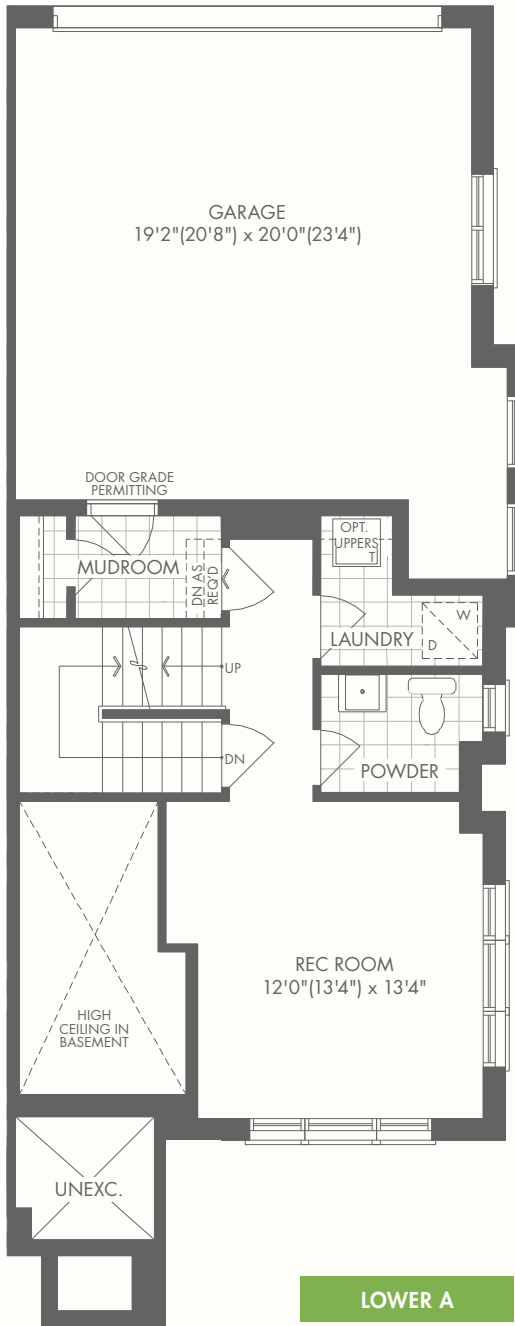 GARAGE
19'2"(20'8") x 20'0"(23'4")
DOOR GRADE
PERMITTING
MUDROOM
DN AS
REQ'D
OPT.
UPPERS
T
W
D
LAUNDRY
UP
DN
POWDER
REC ROOM
12'0"(13'4") x 13'4"
HIGH
CEILING IN
BASEMENT
UNEXC.
LOWER A